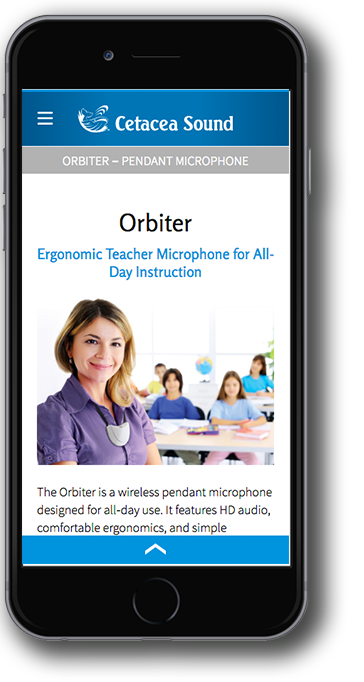 Cetacea Sound
ORBITER – PENDANT MICROPHONE
Orbiter
Ergonomic Teacher Microphone for All-
Day Instruction
The Orbiter is a wireless pendant microphone
designed for all-day use. It features HD audio,
comfortable ergonomics, and simple